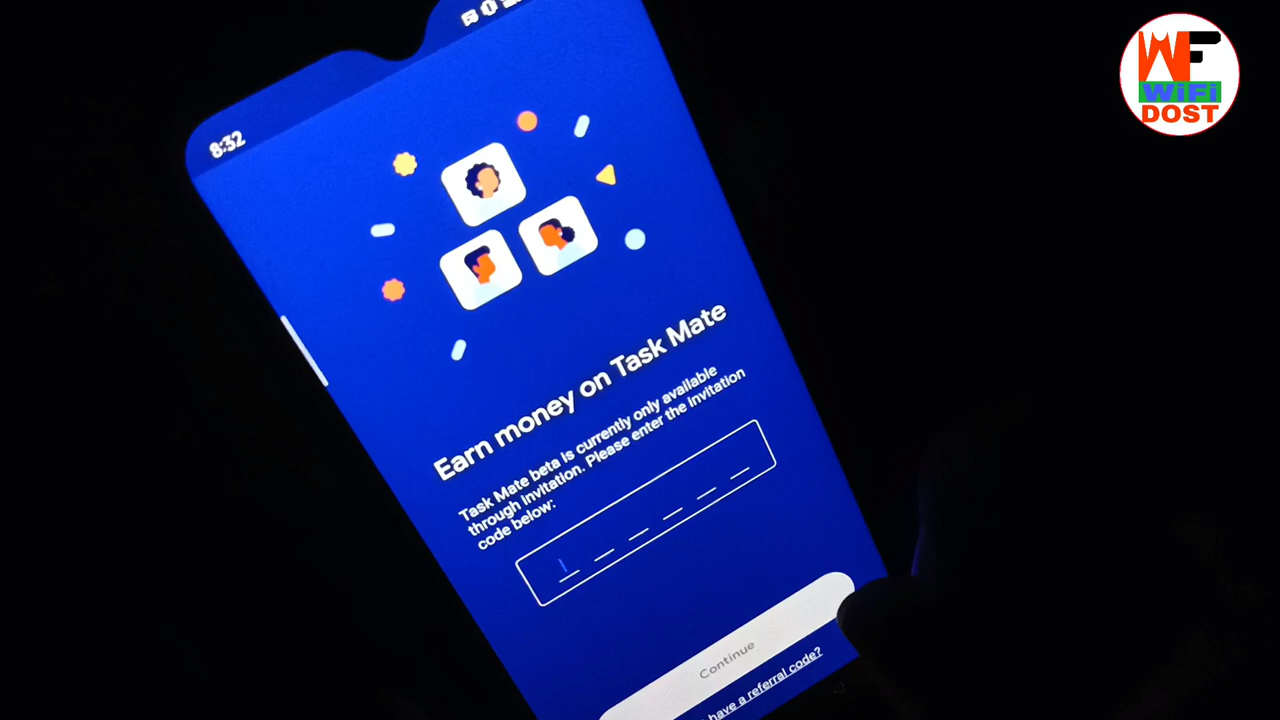 8:32
Earn money on Task Mate
Task Mate beta is currently only available
through invitation. Please enter the invitation
code below:
Continue
have a referral code?
WF
WiFi
DOST